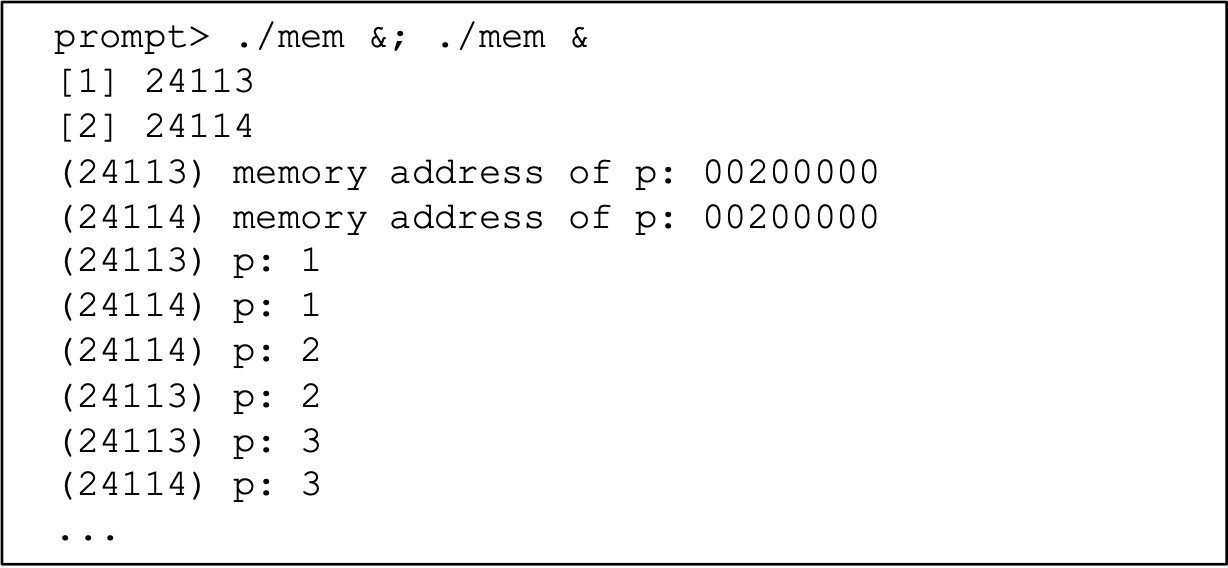 prompt> ./mem &; ./mem &
[1] 24113
[2] 24114
(24113) memory address of p: 00200000
(24114) memory address of p: 00200000
(24113) p: 1
(24114) p: 1
(24114) p: 2
(24113) p: 2
(24113) p: 3
(24114) p: 3
...